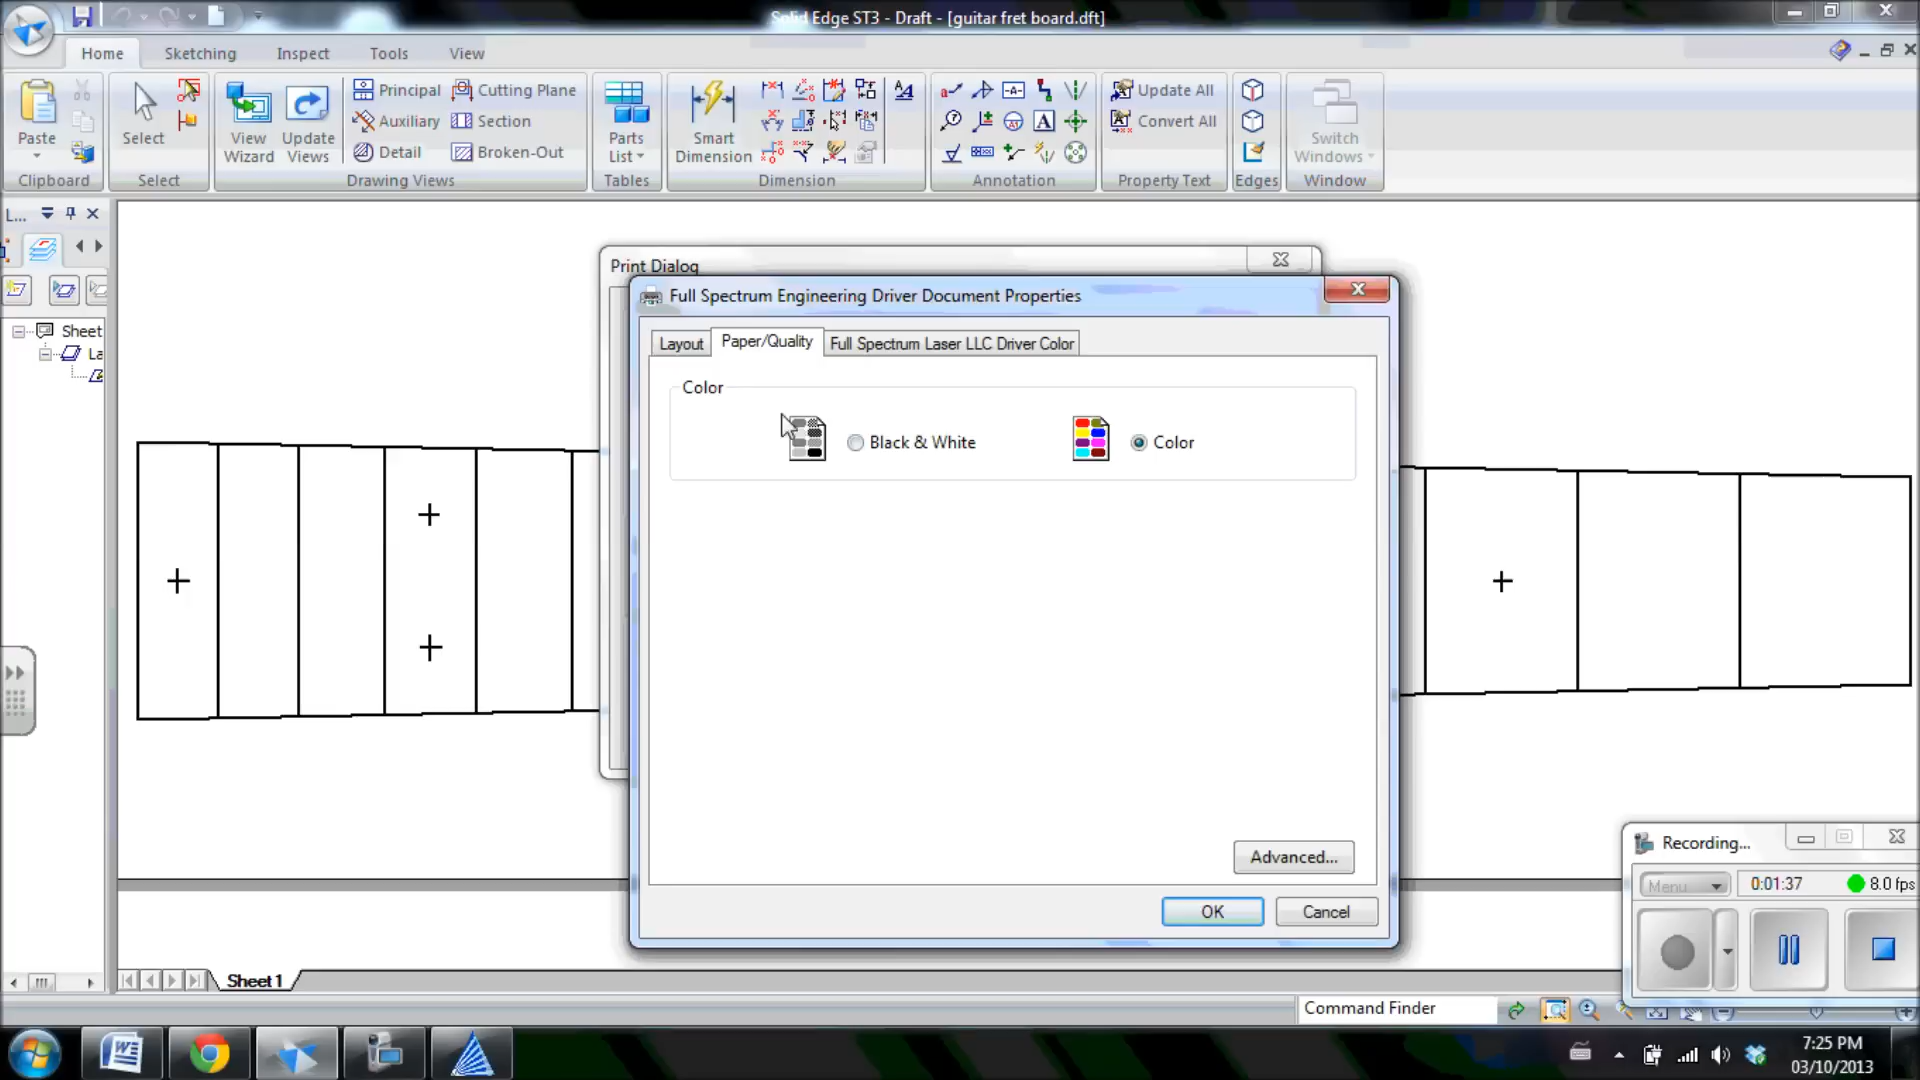 Solid Edge ST3 - Draft - [guitar fret board.dft]
Home Sketching Inspect Tools View
Paste
Clipboard
Select
Select
View Wizard
Update Views
Principal Cutting Plane
Auxiliary Section
Detail Broken-Out
Drawing Views
Parts List
Tables
Smart Dimension
Dimension
Annotation
Update All
Convert All
Property Text
Edges
Switch Windows
Window
L...
Sheet
La
Print Dialog
Full Spectrum Engineering Driver Document Properties
Layout Paper/Quality Full Spectrum Laser LLC Driver Color
Color
Black & White Color
Advanced...
OK Cancel
Recording...
Menu 0:01:37 8.0 fps
Sheet1
Command Finder
7:25 PM
03/10/2013